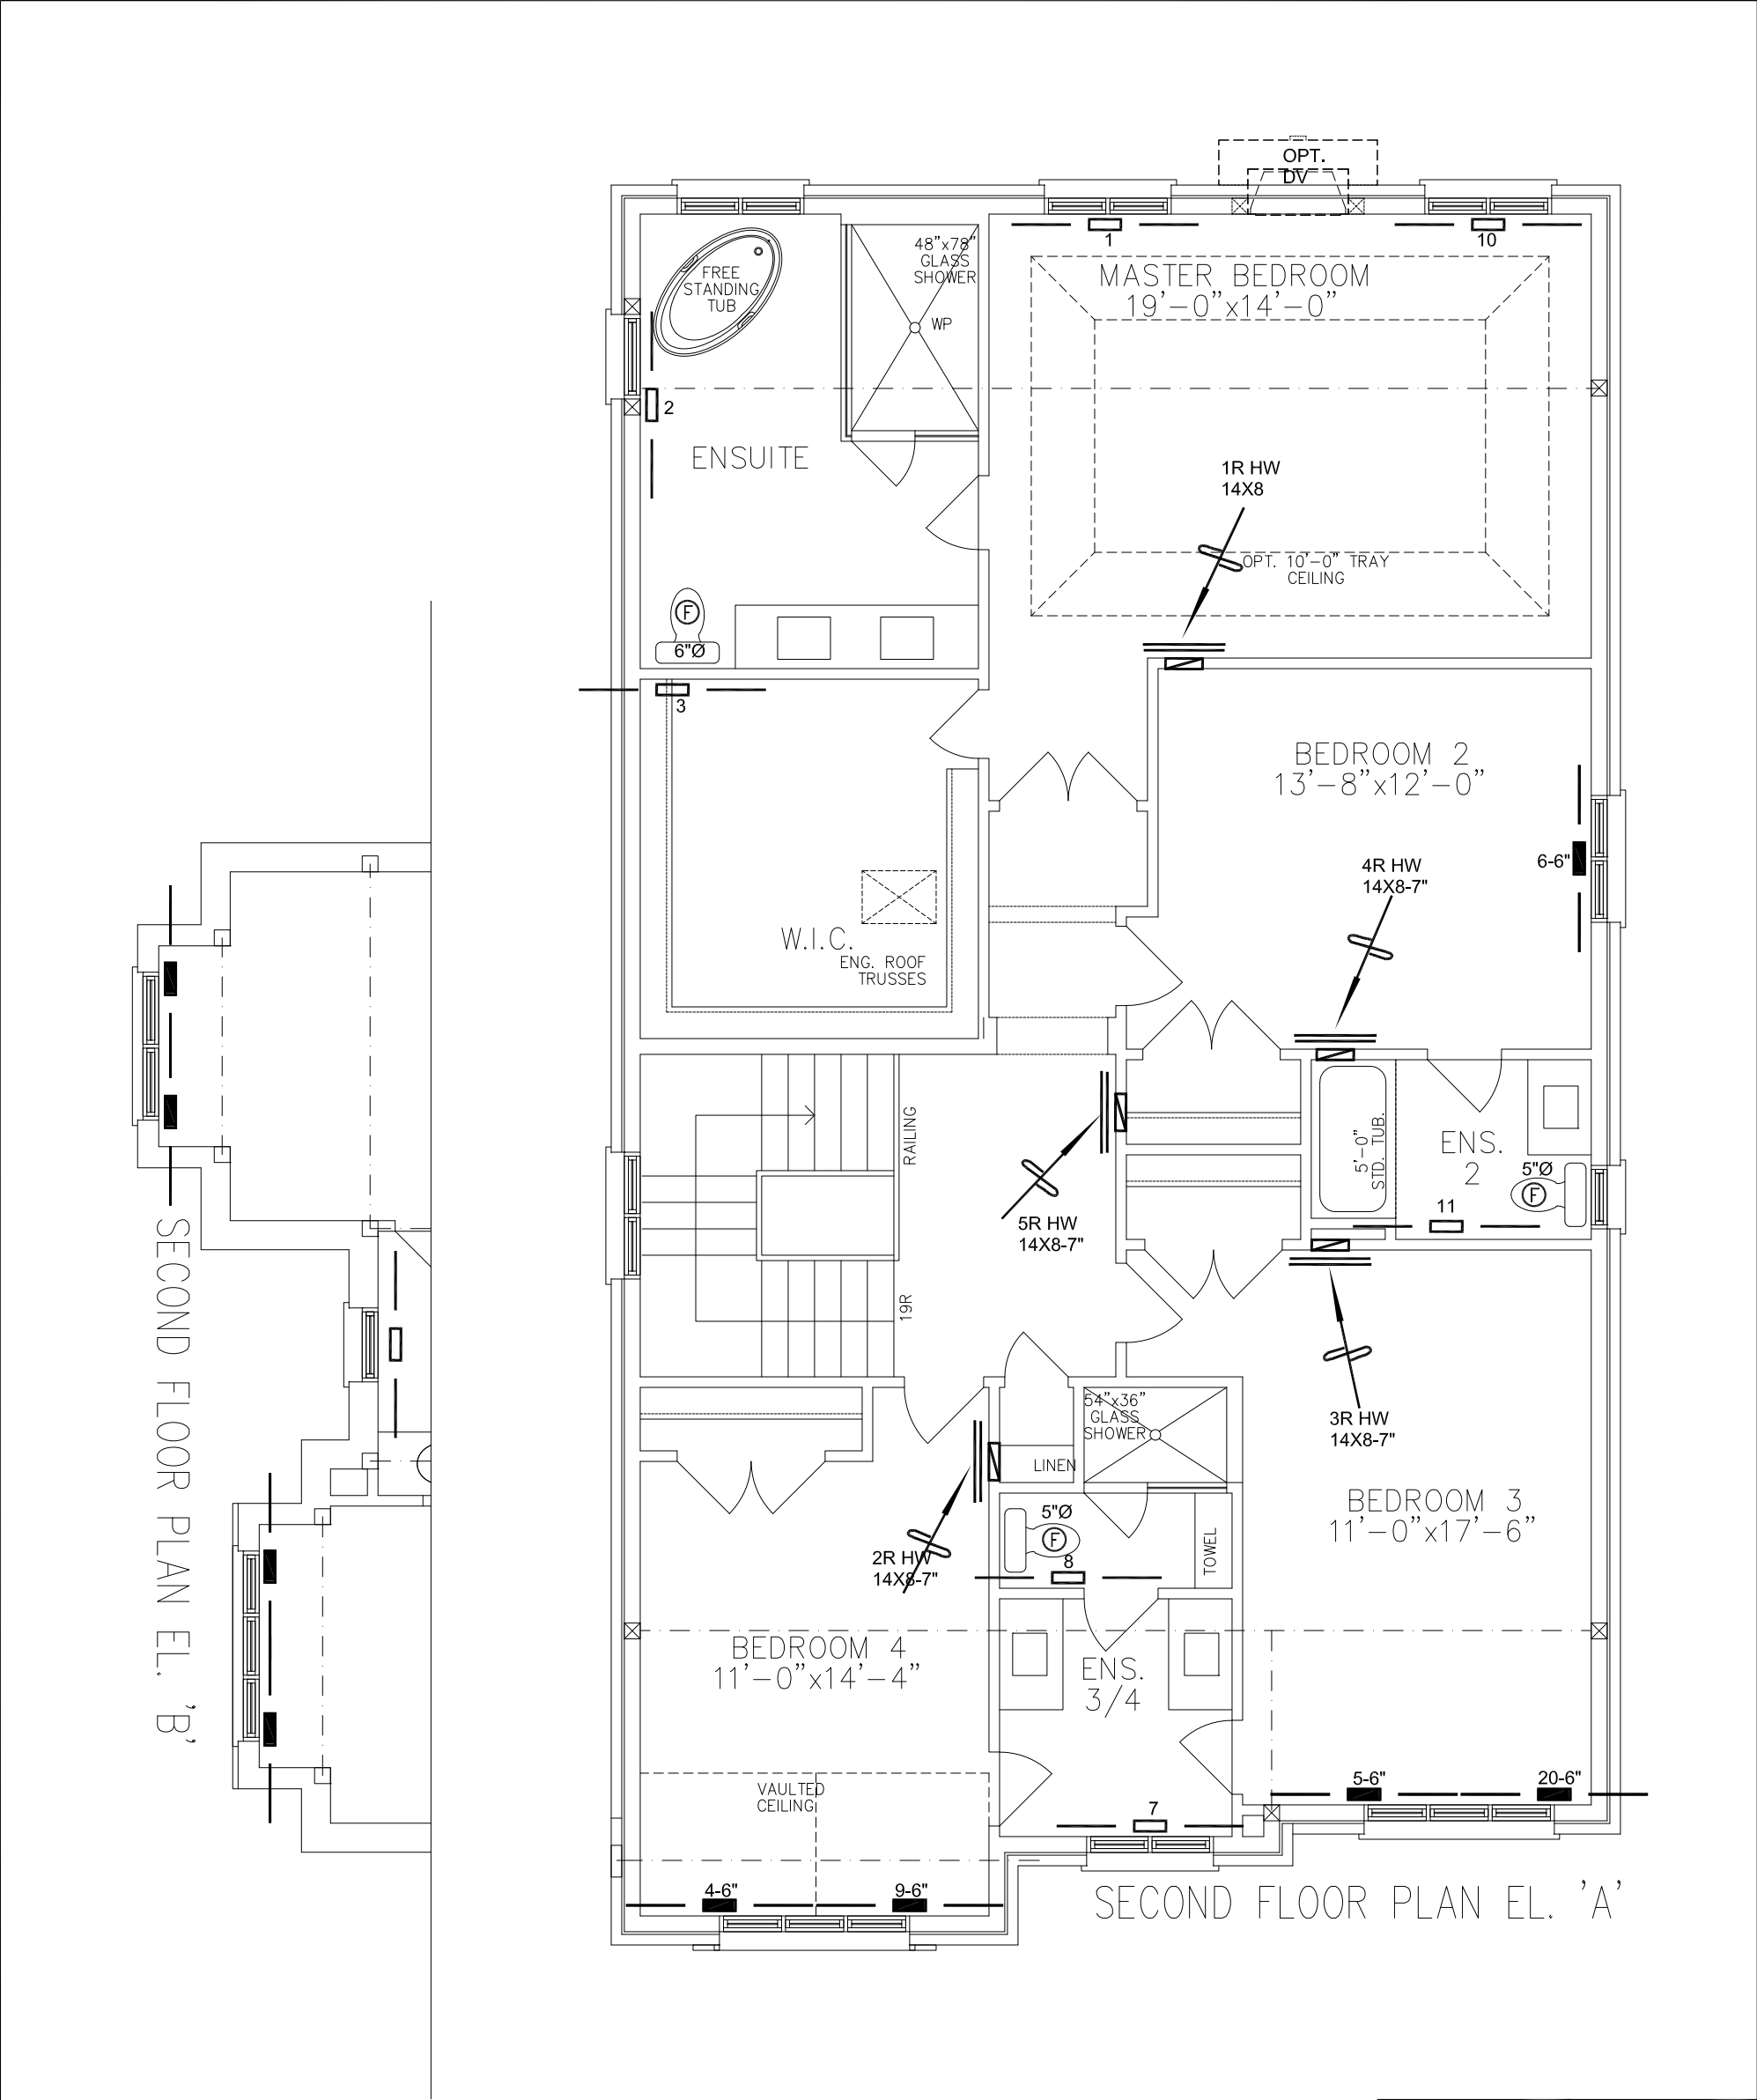 OPT.
DV
1
10
48"x78"
GLASS
SHOWER
FREE
STANDING
TUB
MASTER BEDROOM
19'-0"x14'-0"
WP
2
ENSUITE
1R HW
14X8
OPT. 10'-0" TRAY
CEILING
F
6"Ø
3
BEDROOM 2
13'-8"x12'-0"
6-6"
4R HW
14X8-7"
W.I.C.
ENG. ROOF
TRUSSES
RAILING
5'-0"
STD. TUB.
ENS.
2
5"Ø
F
11
5R HW
14X8-7"
19R
54"x36"
GLASS
SHOWER
3R HW
14X8-7"
LINEN
BEDROOM 3
11'-0"x17'-6"
5"Ø
F
8
TOWEL
2R HW
14X8-7"
BEDROOM 4
11'-0"x14'-4"
ENS.
3/4
VAULTED
CEILING
5-6"
20-6"
7
4-6"
9-6"
SECOND FLOOR PLAN EL. 'A'
SECOND FLOOR PLAN EL. 'B'